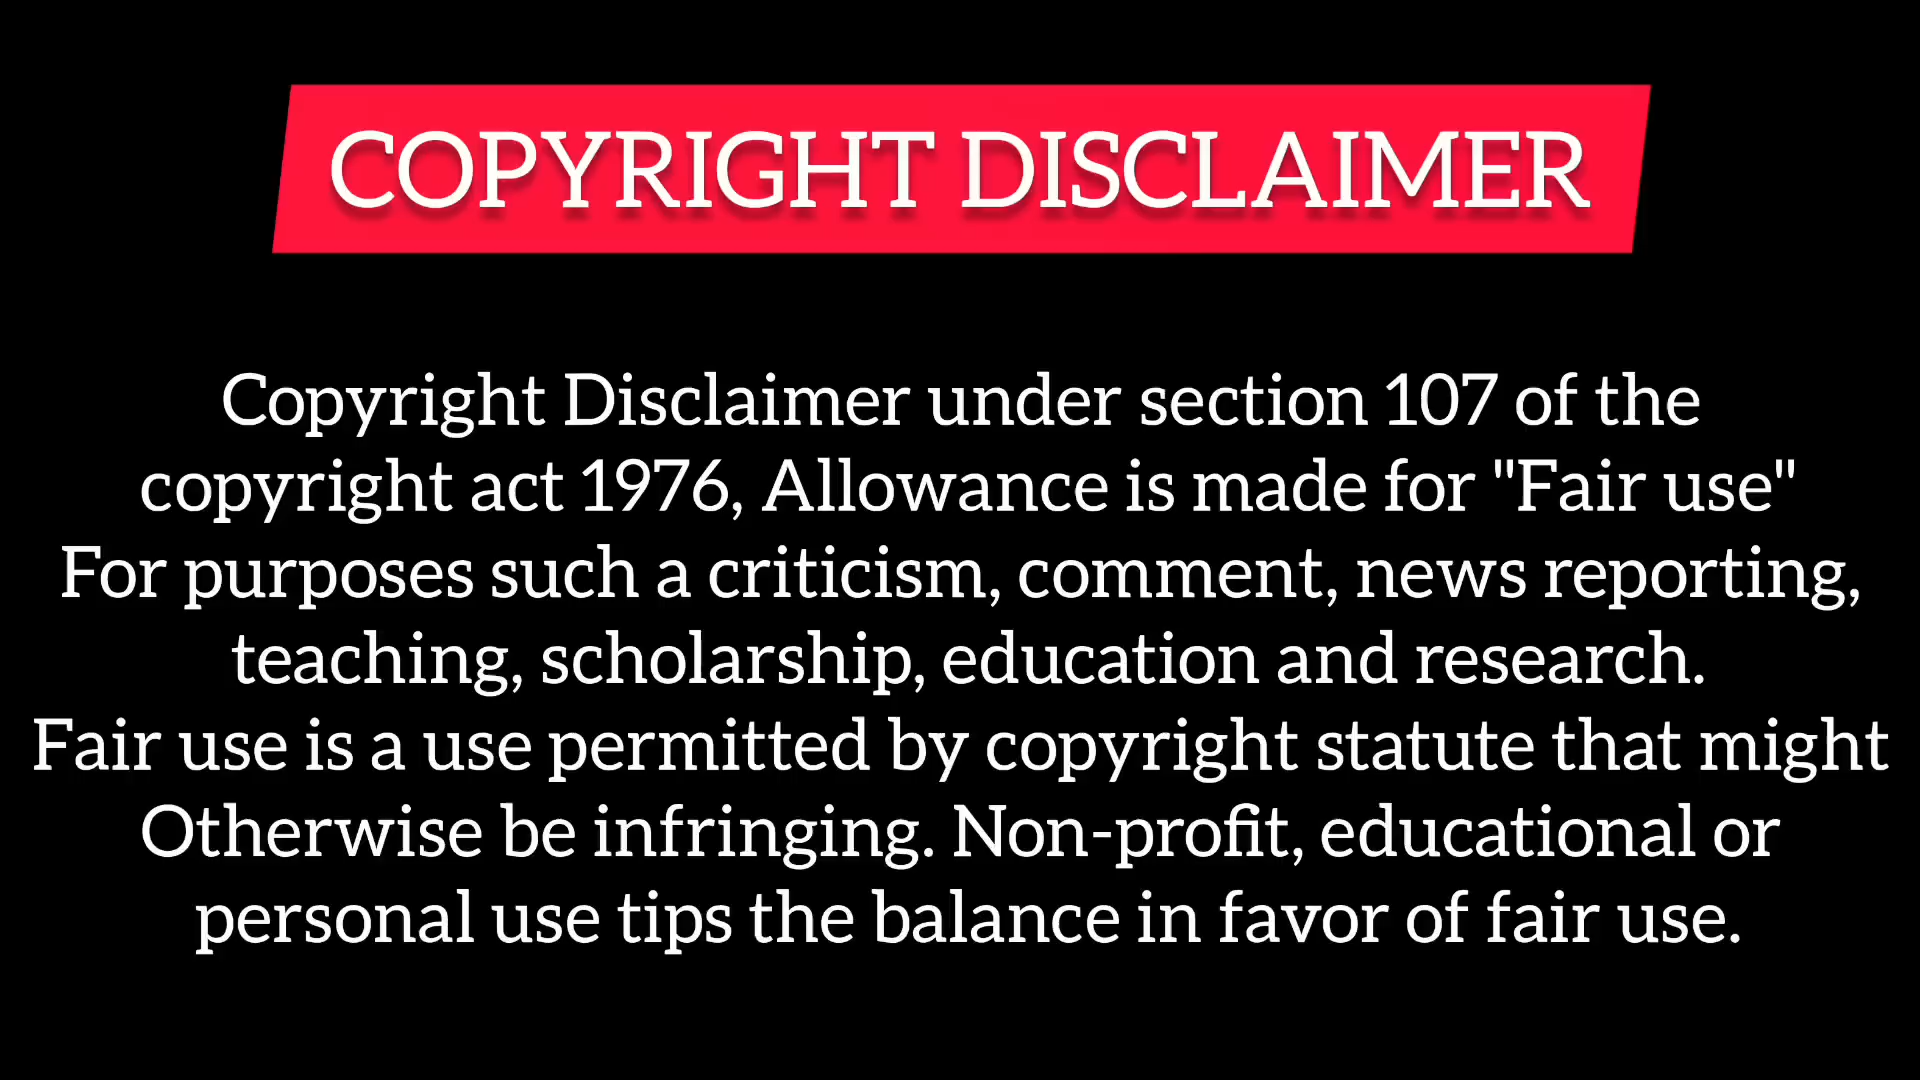 COPYRIGHT DISCLAIMER
Copyright Disclaimer under section 107 of the
copyright act 1976, Allowance is made for "Fair use"
For purposes such a criticism, comment, news reporting,
teaching, scholarship, education and research.
Fair use is a use permitted by copyright statute that might
Otherwise be infringing. Non-profit, educational or
personal use tips the balance in favor of fair use.